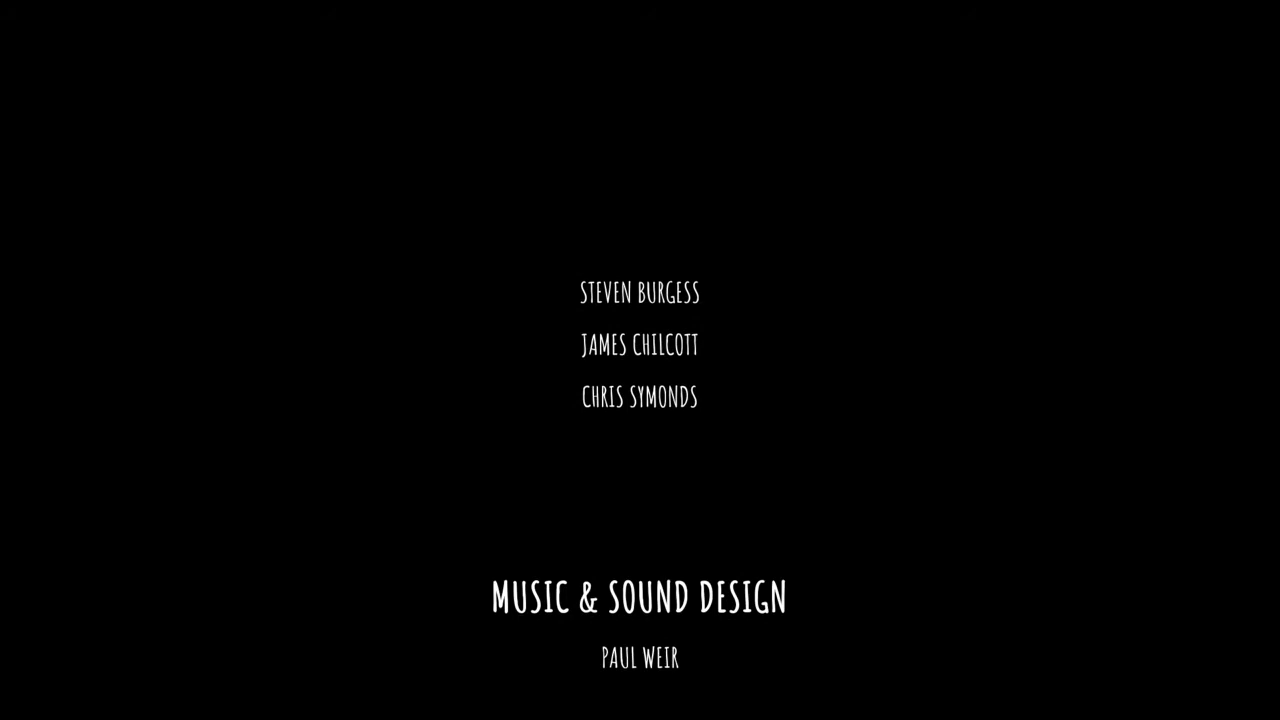 STEVEN BURGESS
JAMES CHILCOTT
CHRIS SYMONDS
MUSIC & SOUND DESIGN
PAUL WEIR